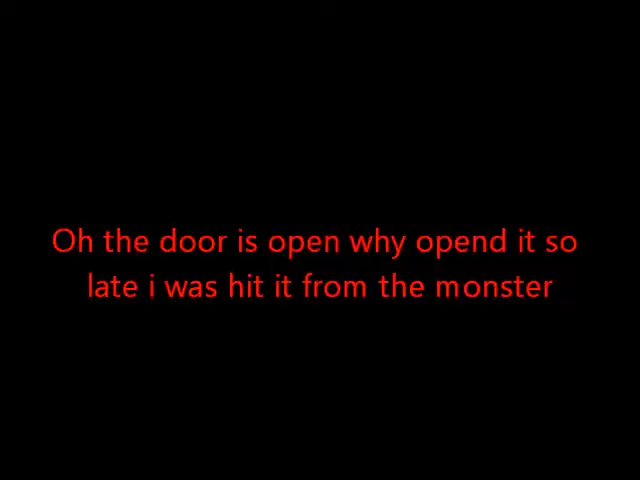 Oh the door is open why opend it so
late i was hit it from the monster